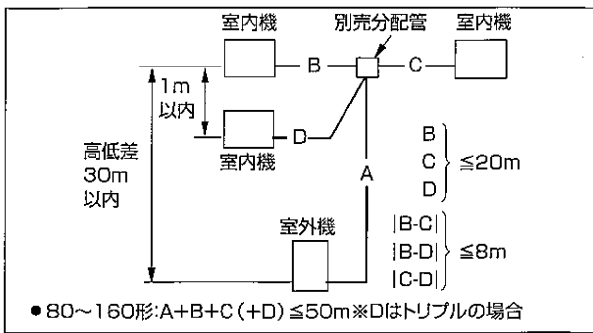 別売分配管
室内機
室内機
B
C
1m
以内
D
室内機
高低差
30m
以内
A
B
C
D
≦20m
室外機
|B-C|
|B-D|
|C-D|
≦8m
●80～160形:A+B+C(+D)≦50m※Dはトリプルの場合